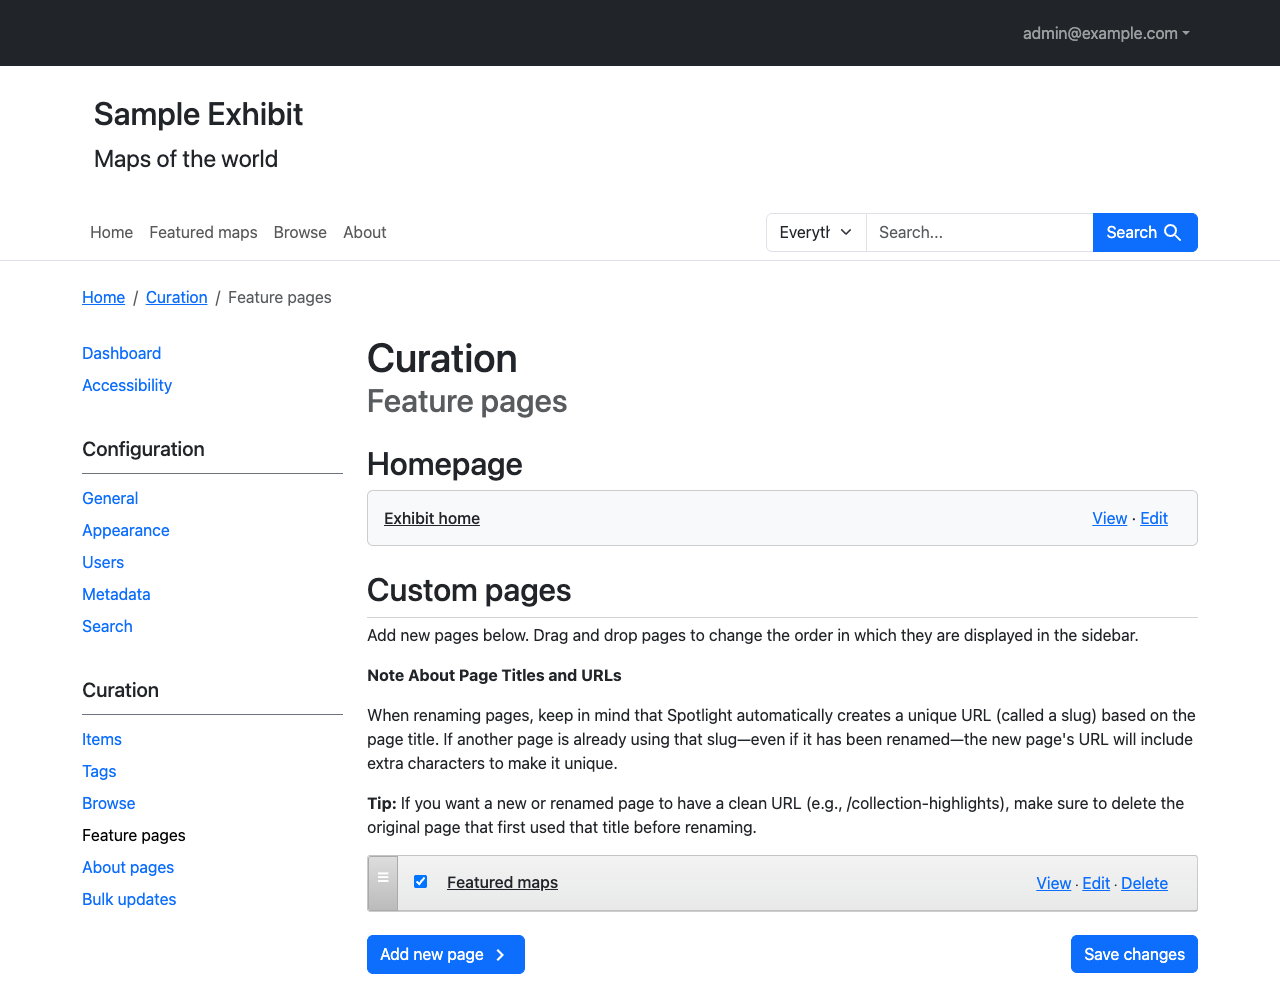 admin@example.com
Sample Exhibit
Maps of the world
Home Featured maps Browse About
Everyth Search... Search
Home / Curation / Feature pages
Dashboard
Accessibility
Configuration
General
Appearance
Users
Metadata
Search
Curation
Items
Tags
Browse
Feature pages
About pages
Bulk updates
Curation
Feature pages
Homepage
Exhibit home View · Edit
Custom pages
Add new pages below. Drag and drop pages to change the order in which they are displayed in the sidebar.
Note About Page Titles and URLs
When renaming pages, keep in mind that Spotlight automatically creates a unique URL (called a slug) based on the
page title. If another page is already using that slug—even if it has been renamed—the new page's URL will include
extra characters to make it unique.
Tip: If you want a new or renamed page to have a clean URL (e.g., /collection-highlights), make sure to delete the
original page that first used that title before renaming.
Featured maps View · Edit · Delete
Add new page Save changes